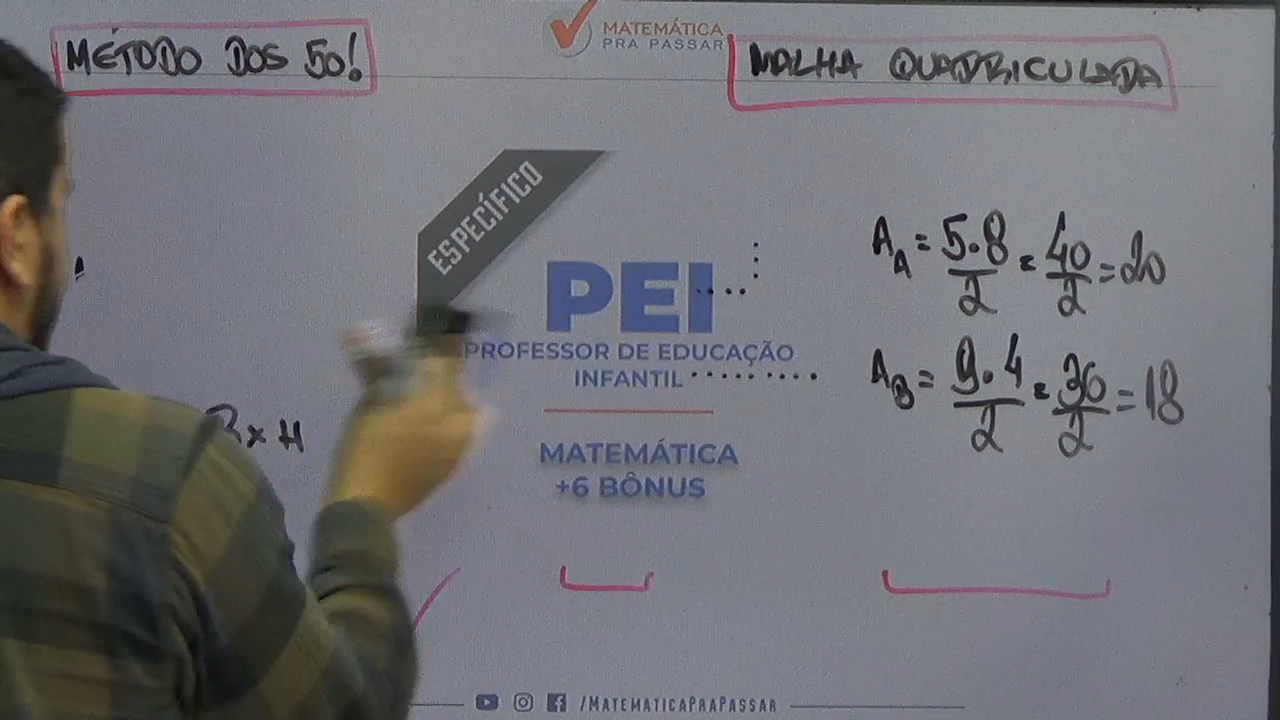 MÉTODO DOS 50!
MATEMÁTICA
PRA PASSAR
MALHA QUADRICULADA
ESPECÍFICO
PEI
PROFESSOR DE EDUCAÇÃO
INFANTIL
MATEMÁTICA
+6 BÔNUS
B x H
A_A = 5.8/2 = 40/2 = 20
A_B = 9.4/2 = 36/2 = 18
/MATEMATICAPRAPASSAR